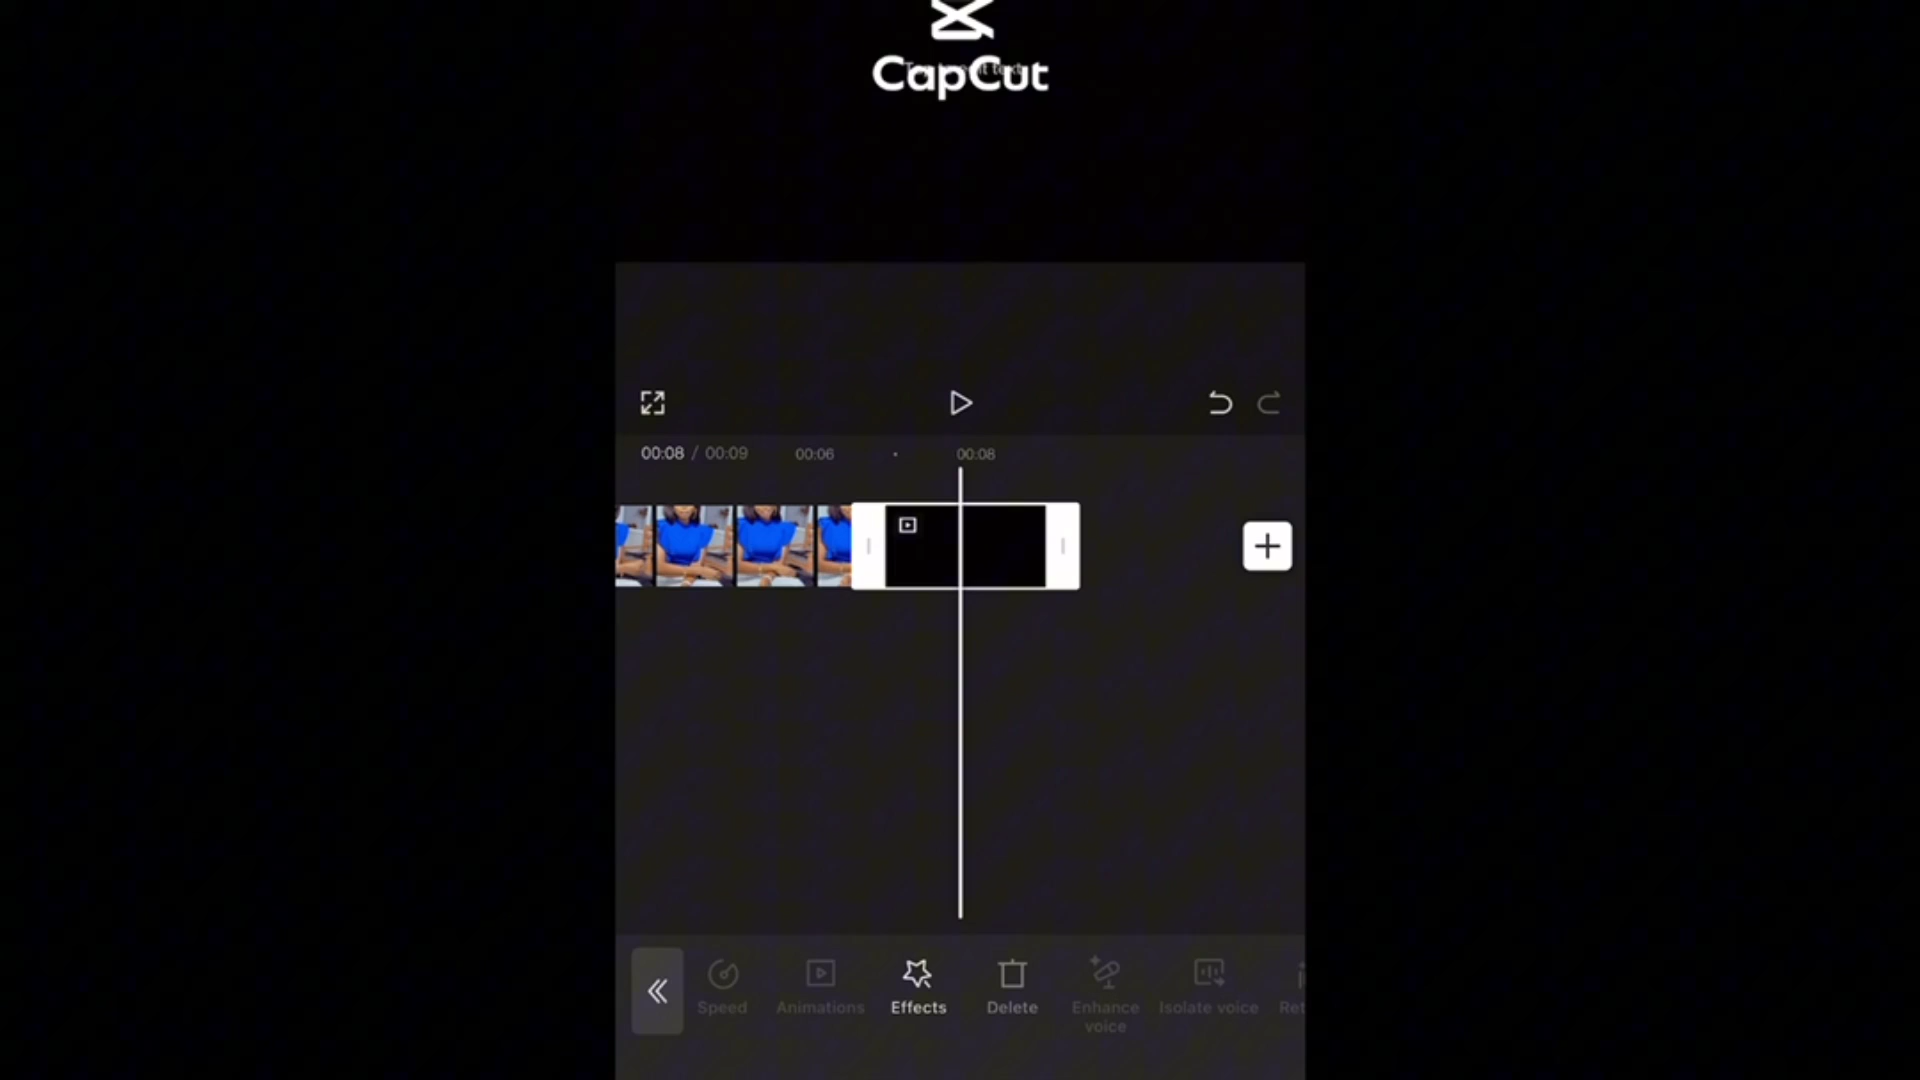 CapCut
00:08 / 00:09 00:06 00:08
Speed Animations Effects Delete Enhance voice Isolate voice